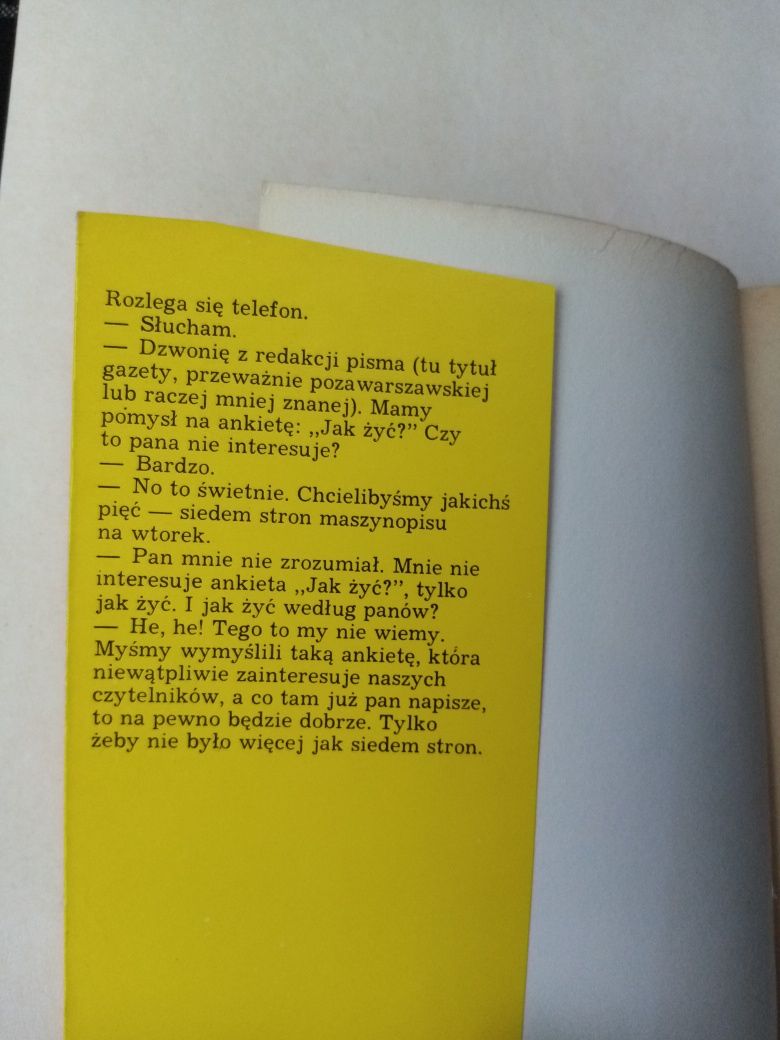 Rozlega się telefon.
— Słucham.
— Dzwonię z redakcji pisma (tu tytuł
gazety, przeważnie pozawarszawskiej
lub raczej mniej znanej). Mamy
pomysł na ankietę: „Jak żyć?” Czy
to pana nie interesuje?
— Bardzo.
— No to świetnie. Chcielibyśmy jakichś
pięć — siedem stron maszynopisu
na wtorek.
— Pan mnie nie zrozumiał. Mnie nie
interesuje ankieta „Jak żyć?”, tylko
jak żyć. I jak żyć według panów?
— He, he! Tego to my nie wiemy.
Myśmy wymyślili taką ankietę, która
niewątpliwie zainteresuje naszych
czytelników, a co tam już pan napisze,
to na pewno będzie dobrze. Tylko
żeby nie było więcej jak siedem stron.